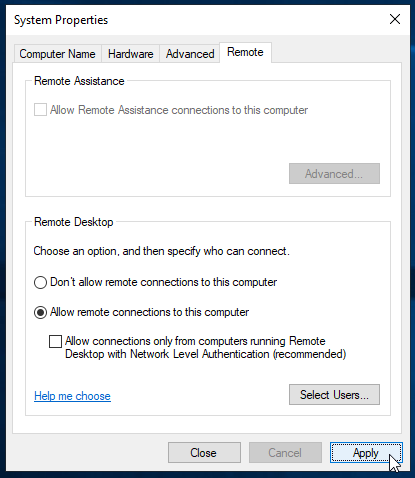 System Properties
Computer Name Hardware Advanced Remote
Remote Assistance
Allow Remote Assistance connections to this computer
Advanced...
Remote Desktop
Choose an option, and then specify who can connect.
Don't allow remote connections to this computer
Allow remote connections to this computer
Allow connections only from computers running Remote
Desktop with Network Level Authentication (recommended)
Help me choose Select Users...
Close Cancel Apply